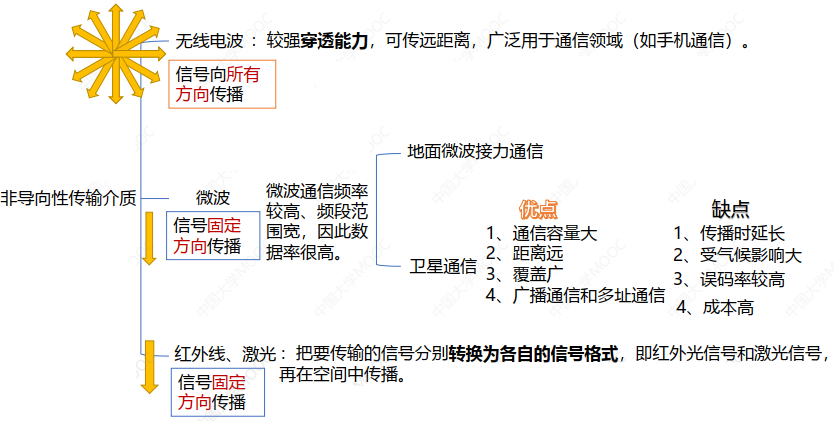 无线电波 ：较强穿透能力，可传远距离，广泛用于通信领域（如手机通信）。
信号向所有
方向传播
非导向性传输介质
微波
信号固定
方向传播
微波通信频率
较高、频段范
围宽，因此数
据率很高。
地面微波接力通信
卫星通信
优点
1、通信容量大
2、距离远
3、覆盖广
4、广播通信和多址通信
缺点
1、传播时延长
2、受气候影响大
3、误码率较高
4、成本高
红外线、激光 ：把要传输的信号分别转换为各自的信号格式，即红外光信号和激光信号，
再在空间中传播。
信号固定
方向传播
中国大学MOOC